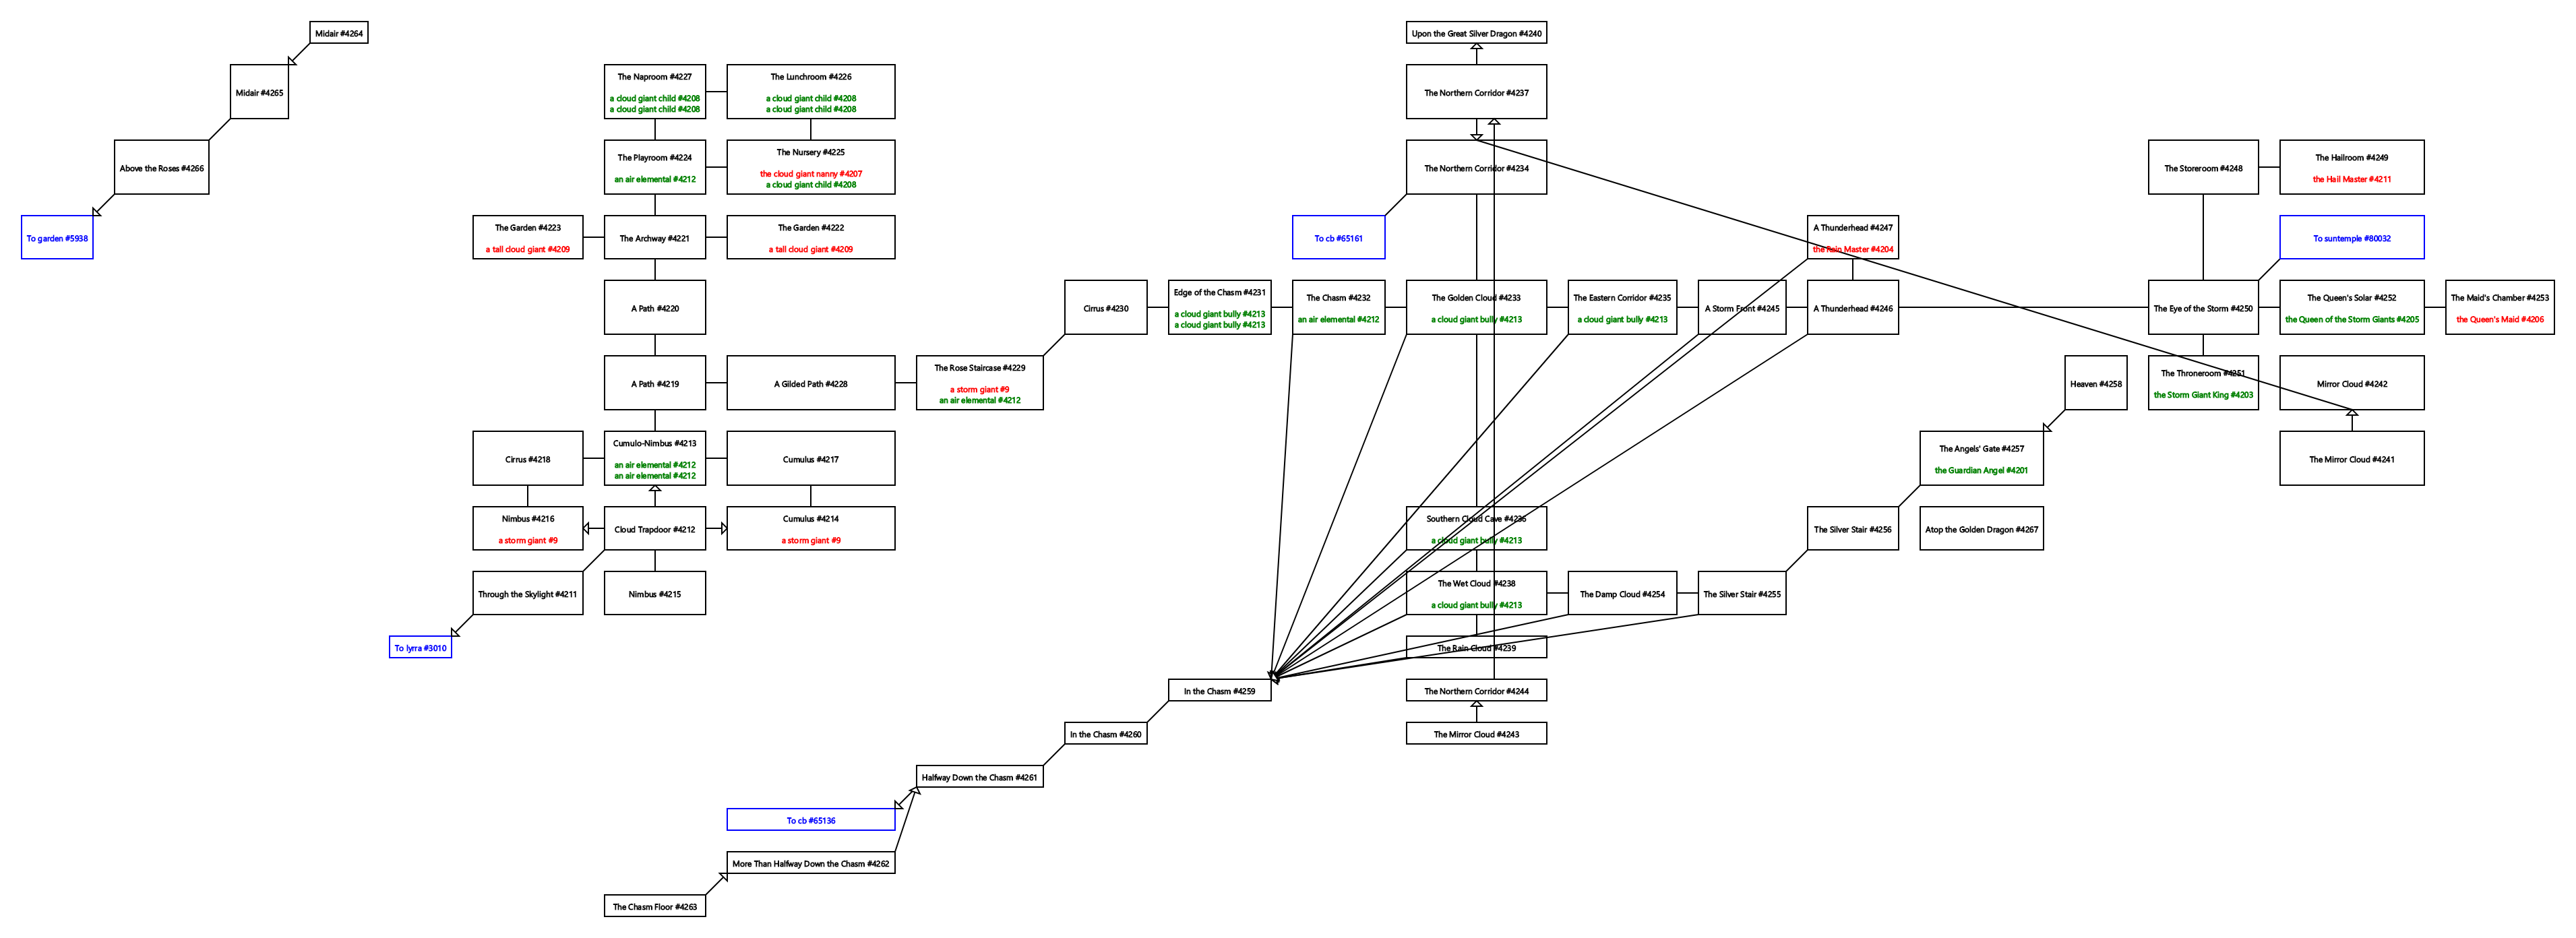 Midair #4264
Upon the Great Silver Dragon #4240
Midair #4265
The Naproom #4227
a cloud giant child #4208
a cloud giant child #4208
The Lunchroom #4226
a cloud giant child #4208
a cloud giant child #4208
The Northern Corridor #4237
Above the Roses #4266
The Playroom #4224
an air elemental #4212
The Nursery #4225
the cloud giant nanny #4207
a cloud giant child #4208
The Northern Corridor #4234
The Storeroom #4248
The Hailroom #4249
the Hail Master #4211
To garden #5938
The Garden #4223
a tall cloud giant #4209
The Archway #4221
The Garden #4222
a tall cloud giant #4209
To cb #65161
A Thunderhead #4247
the Rain Master #4204
To suntemple #80032
A Path #4220
Cirrus #4230
Edge of the Chasm #4231
a cloud giant bully #4213
a cloud giant bully #4213
The Chasm #4232
an air elemental #4212
The Golden Cloud #4233
a cloud giant bully #4213
The Eastern Corridor #4235
a cloud giant bully #4213
A Storm Front #4245
A Thunderhead #4246
The Eye of the Storm #4250
The Queen's Solar #4252
the Queen of the Storm Giants #4205
The Maid's Chamber #4253
the Queen's Maid #4206
A Path #4219
A Gilded Path #4228
The Rose Staircase #4229
a storm giant #9
an air elemental #4212
Heaven #4258
The Throneroom #4251
the Storm Giant King #4203
Mirror Cloud #4242
Cirrus #4218
Cumulo-Nimbus #4213
an air elemental #4212
an air elemental #4212
Cumulus #4217
The Angels' Gate #4257
the Guardian Angel #4201
The Mirror Cloud #4241
Nimbus #4216
a storm giant #9
Cloud Trapdoor #4212
Cumulus #4214
a storm giant #9
Southern Cloud Cave #4236
a cloud giant bully #4213
The Silver Stair #4256
Atop the Golden Dragon #4267
Through the Skylight #4211
Nimbus #4215
The Wet Cloud #4238
a cloud giant bully #4213
The Damp Cloud #4254
The Silver Stair #4255
To lyrra #3010
The Rain Cloud #4239
In the Chasm #4259
The Northern Corridor #4244
In the Chasm #4260
The Mirror Cloud #4243
Halfway Down the Chasm #4261
To cb #65136
More Than Halfway Down the Chasm #4262
The Chasm Floor #4263